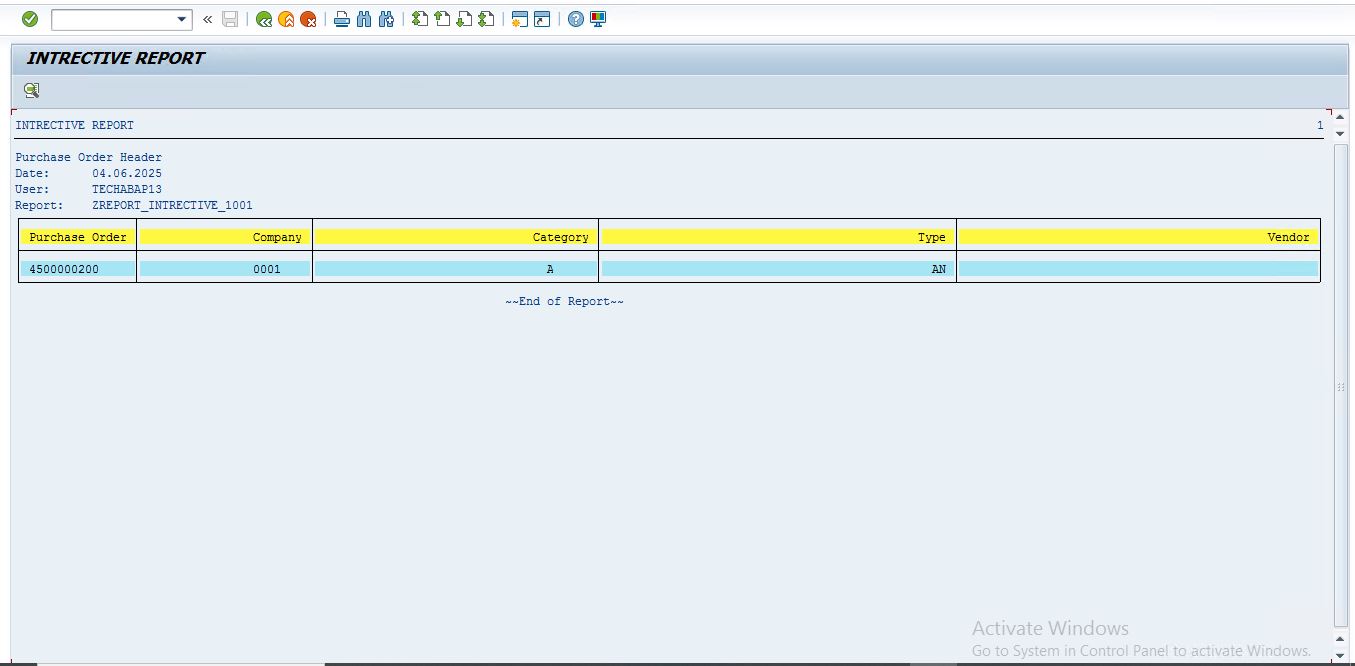 INTRECTIVE REPORT
INTRECTIVE REPORT 1
Purchase Order Header
Date: 04.06.2025
User: TECHABAP13
Report: ZREPORT_INTRECTIVE_1001
Purchase Order Company Category Type Vendor
4500000200 0001 A AN
~~End of Report~~
Activate Windows
Go to System in Control Panel to activate Windows.